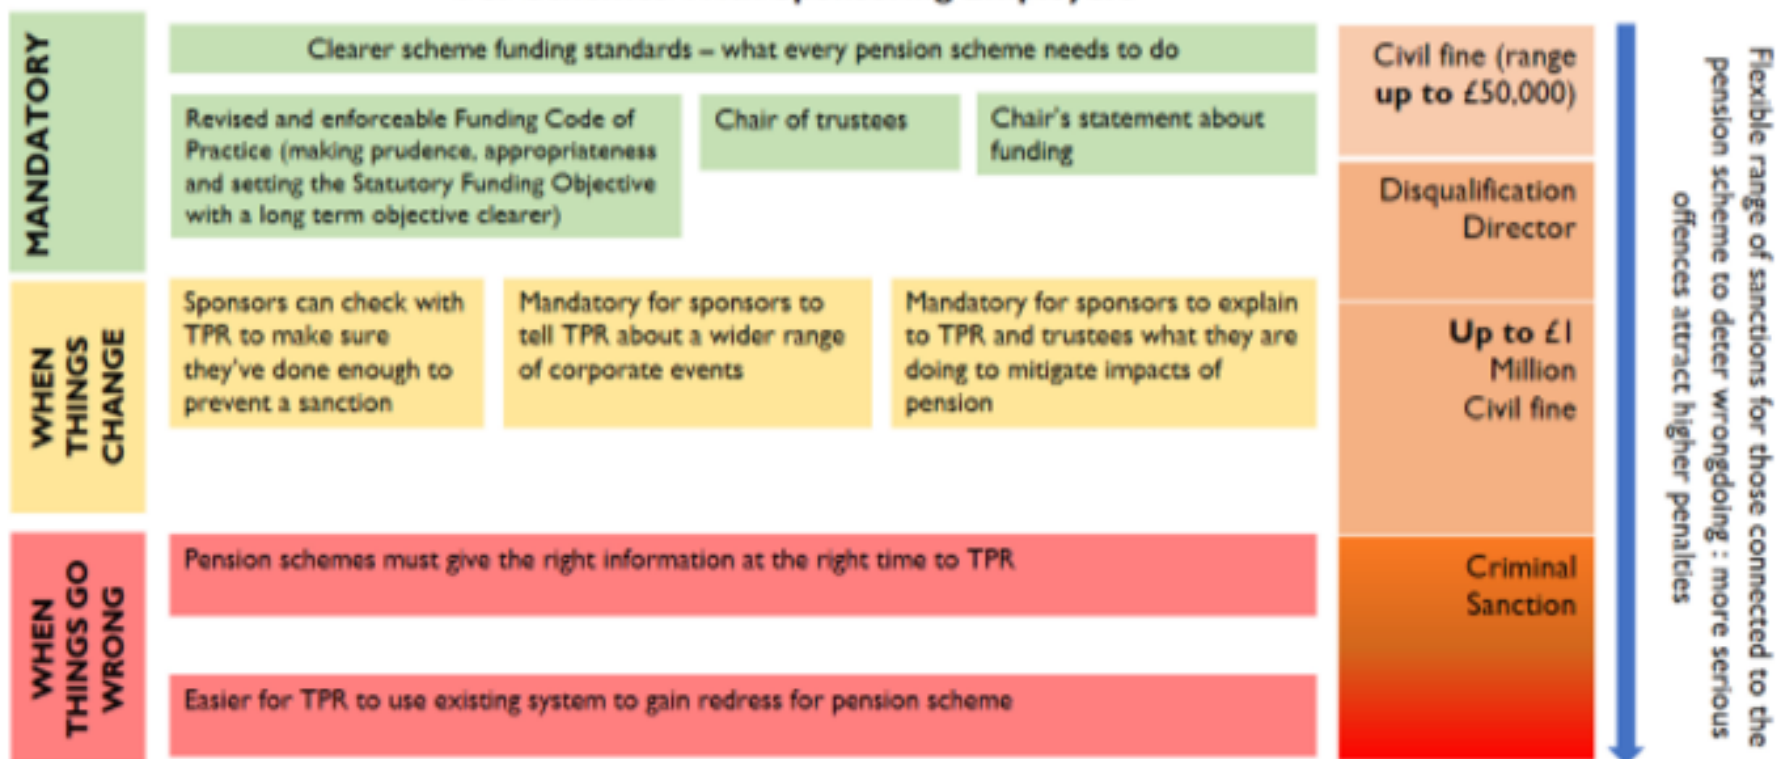 MANDATORY
Clearer scheme funding standards – what every pension scheme needs to do
Revised and enforceable Funding Code of
Practice (making prudence, appropriateness
and setting the Statutory Funding Objective
with a long term objective clearer)
Chair of trustees
Chair's statement about
funding
WHEN
THINGS
CHANGE
Sponsors can check with
TPR to make sure
they've done enough to
prevent a sanction
Mandatory for sponsors to
tell TPR about a wider range
of corporate events
Mandatory for sponsors to explain
to TPR and trustees what they are
doing to mitigate impacts of
pension
WHEN
THINGS GO
WRONG
Pension schemes must give the right information at the right time to TPR
Easier for TPR to use existing system to gain redress for pension scheme
Civil fine (range
up to £50,000)
Disqualification
Director
Up to £1
Million
Civil fine
Criminal
Sanction
Flexible range of sanctions for those connected to the
pension scheme to deter wrongdoing : more serious
offences attract higher penalties